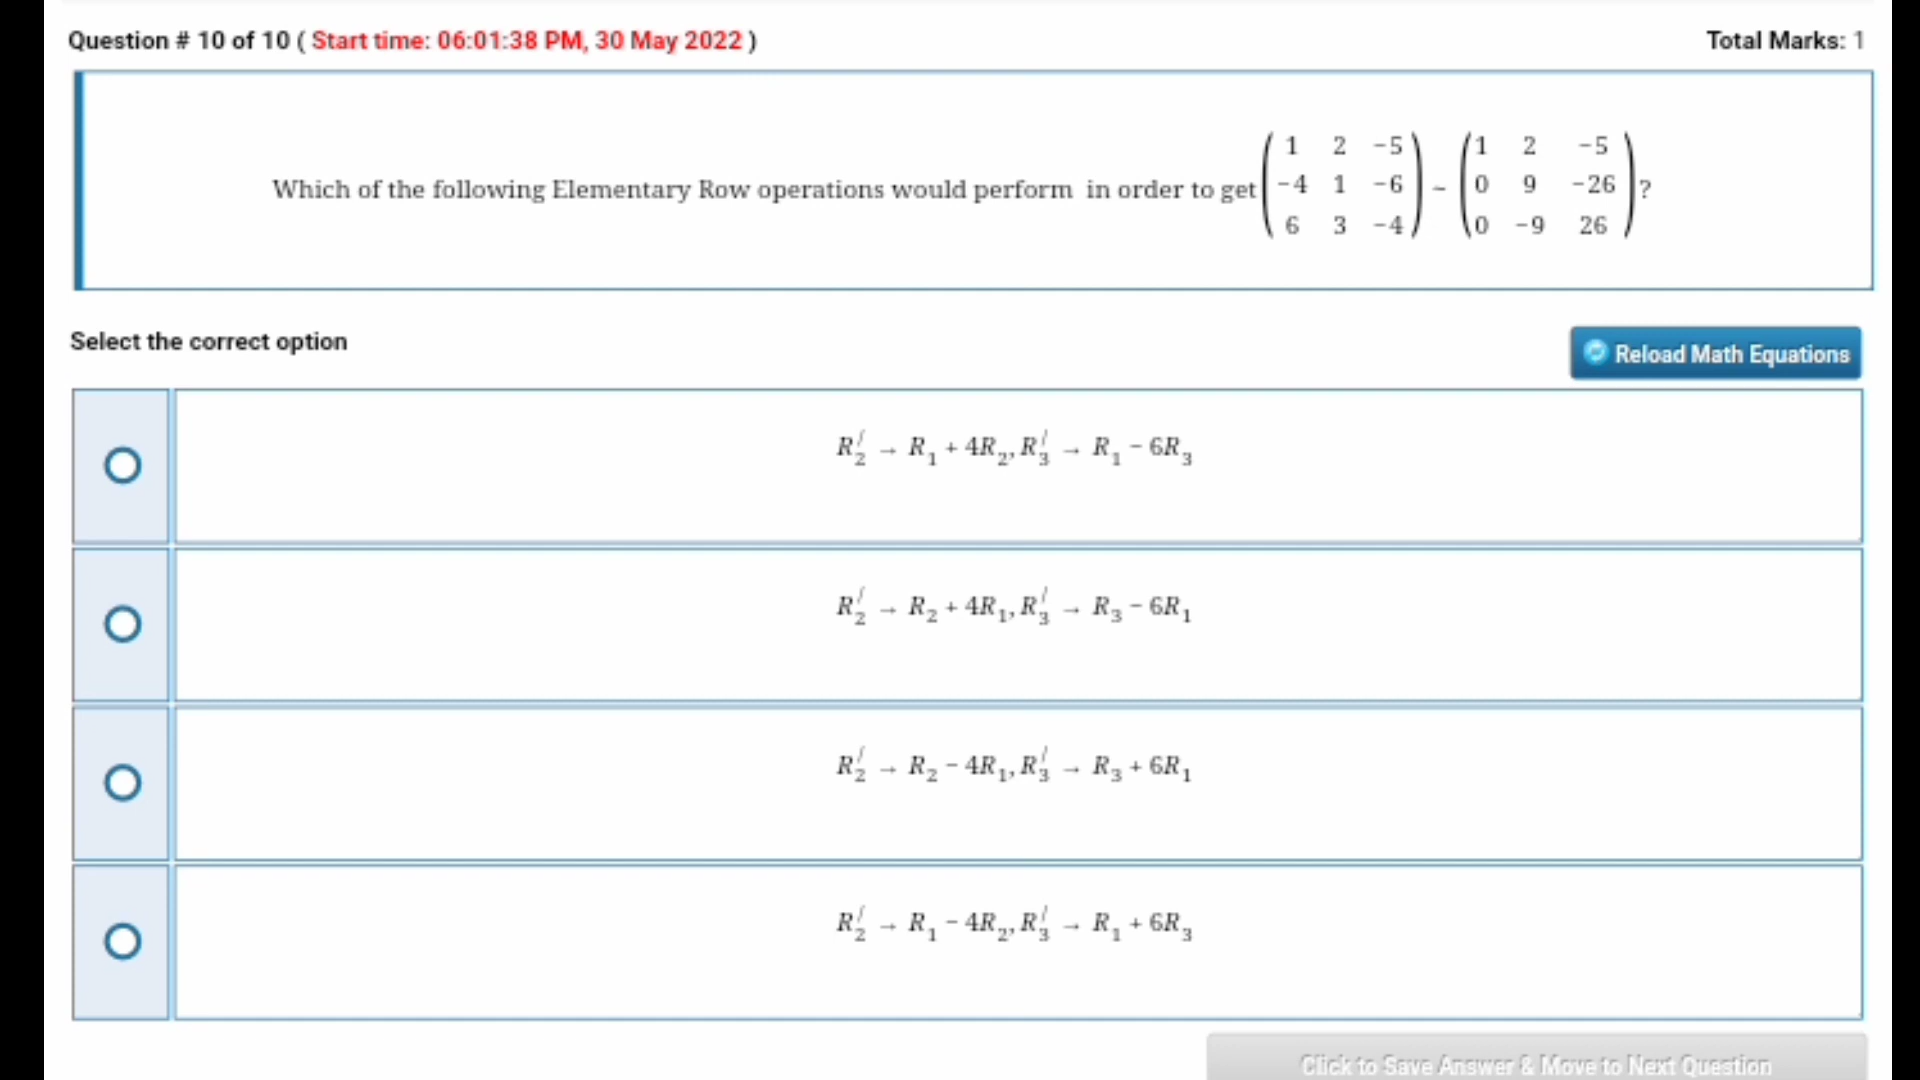 Question # 10 of 10 ( Start time: 06:01:38 PM, 30 May 2022 ) Total Marks: 1
Which of the following Elementary Row operations would perform in order to get (1 2 −5; −4 1 −6; 6 3 −4) ~ (1 2 −5; 0 9 −26; 0 −9 26)?
Select the correct option
Reload Math Equations
R₂′ → R₁ + 4R₂, R₃′ → R₁ − 6R₃
R₂′ → R₂ + 4R₁, R₃′ → R₃ − 6R₁
R₂′ → R₂ − 4R₁, R₃′ → R₃ + 6R₁
R₂′ → R₁ − 4R₂, R₃′ → R₁ + 6R₃
Click to Save Answer & Move to Next Question